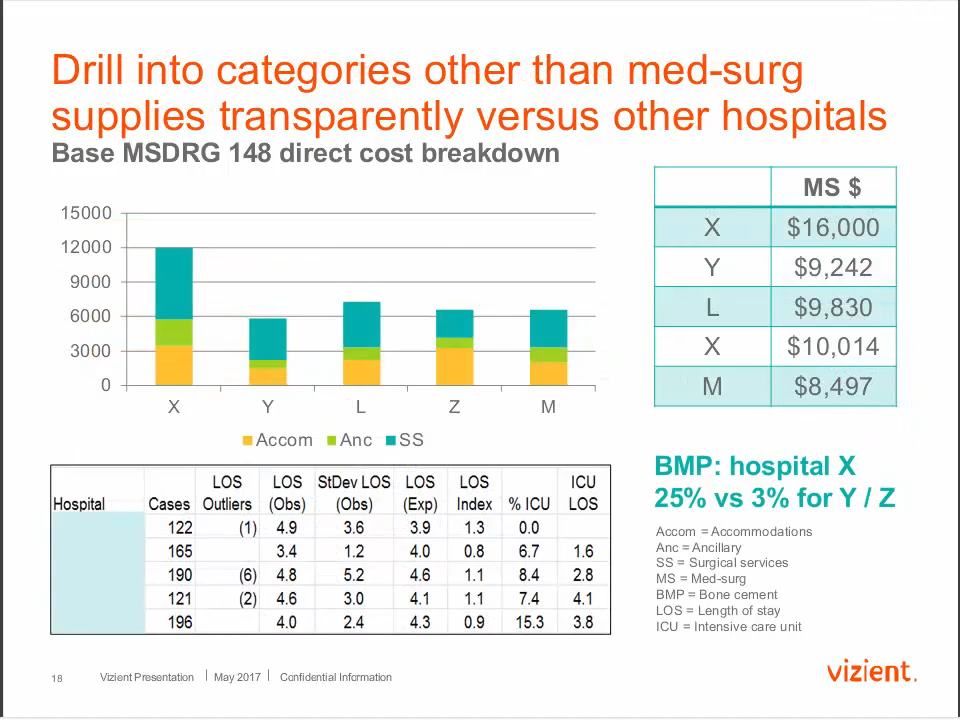 Drill into categories other than med-surg
supplies transparently versus other hospitals
Base MSDRG 148 direct cost breakdown
15000
12000
9000
6000
3000
0
X Y L Z M
Accom Anc SS
MS $
X $16,000
Y $9,242
L $9,830
X $10,014
M $8,497
LOS LOS StDev LOS LOS LOS ICU
Hospital Cases Outliers (Obs) (Obs) (Exp) Index % ICU LOS
122 (1) 4.9 3.6 3.9 1.3 0.0
165 3.4 1.2 4.0 0.8 6.7 1.6
190 (6) 4.8 5.2 4.6 1.1 8.4 2.8
121 (2) 4.6 3.0 4.1 1.1 7.4 4.1
196 4.0 2.4 4.3 0.9 15.3 3.8
BMP: hospital X
25% vs 3% for Y / Z
Accom = Accommodations
Anc = Ancillary
SS = Surgical services
MS = Med-surg
BMP = Bone cement
LOS = Length of stay
ICU = Intensive care unit
18 Vizient Presentation | May 2017 | Confidential Information
vizient.